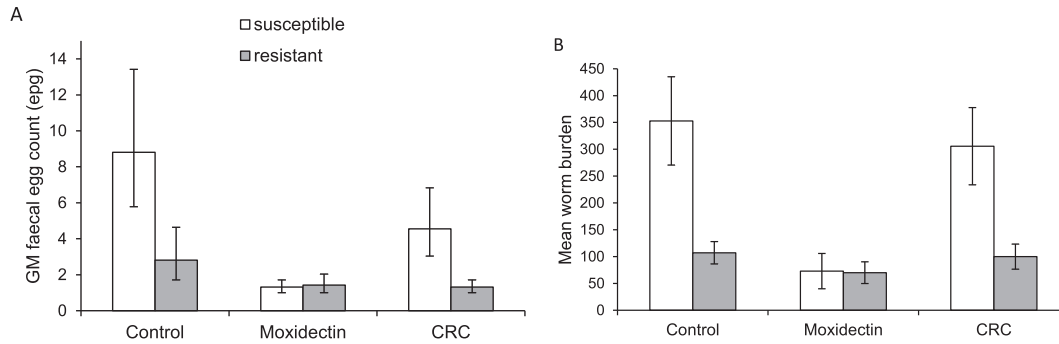 A
susceptible
resistant
GM faecal egg count (epg)
14
12
10
8
6
4
2
0
Control Moxidectin CRC
B
Mean worm burden
450
400
350
300
250
200
150
100
50
0
Control Moxidectin CRC